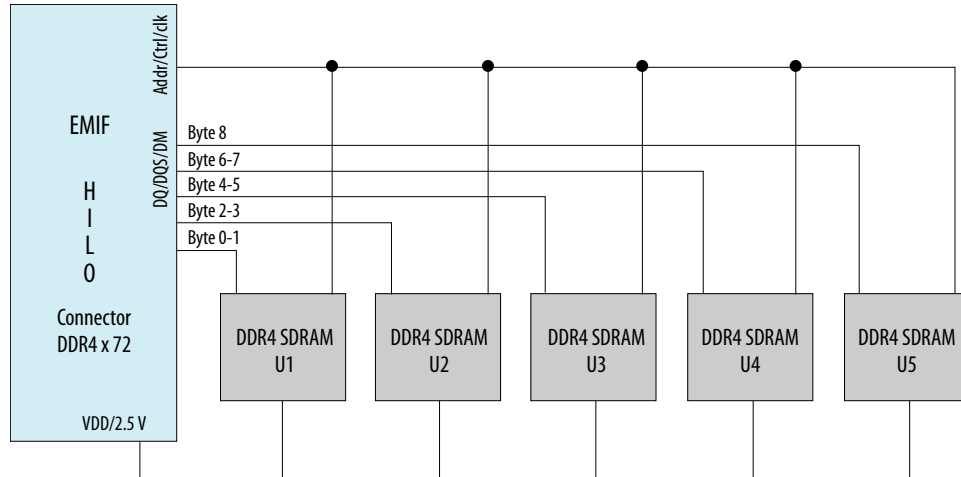 Addr/Ctrl/clk
EMIF
DQ/DQS/DM
H
I
L
O
Connector
DDR4 x 72
VDD/2.5 V
Byte 8
Byte 6-7
Byte 4-5
Byte 2-3
Byte 0-1
DDR4 SDRAM
U1
DDR4 SDRAM
U2
DDR4 SDRAM
U3
DDR4 SDRAM
U4
DDR4 SDRAM
U5